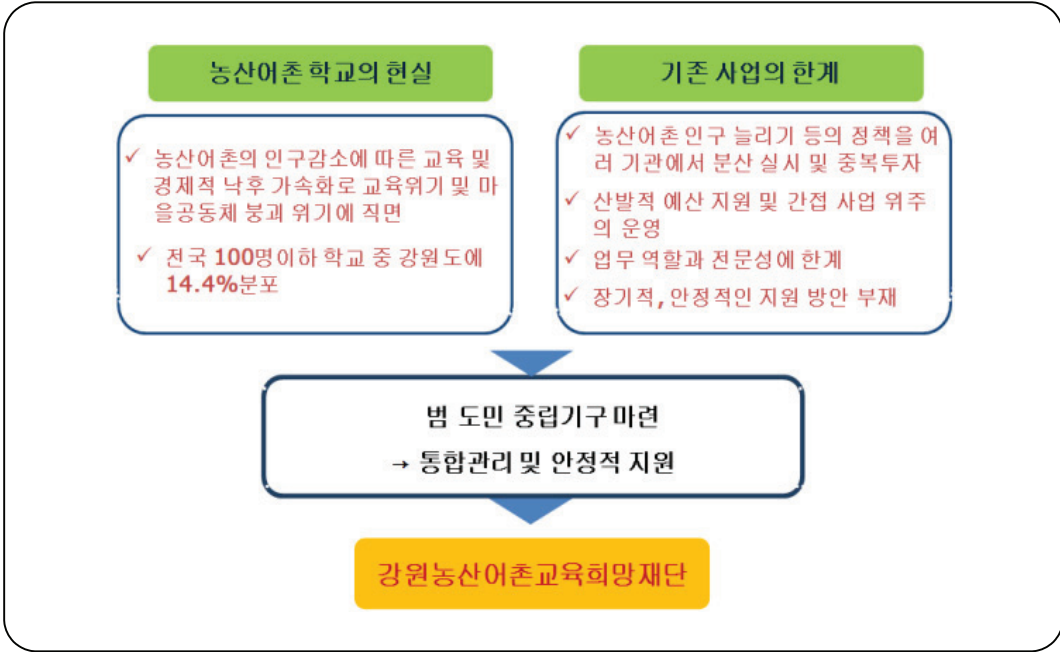 농산어촌 학교의 현실
✓ 농산어촌의 인구감소에 따른 교육 및
경제적 낙후 가속화로 교육위기 및 마
을공동체 붕괴 위기에 직면
✓ 전국 100명이하 학교 중 강원도에
14.4%분포
기존 사업의 한계
✓ 농산어촌 인구 늘리기 등의 정책을 여
러 기관에서 분산 실시 및 중복투자
✓ 산발적 예산 지원 및 간접 사업 위주
의 운영
✓ 업무 역할과 전문성에 한계
✓ 장기적, 안정적인 지원 방안 부재
범 도민 중립기구 마련
→ 통합관리 및 안정적 지원
강원농산어촌교육희망재단